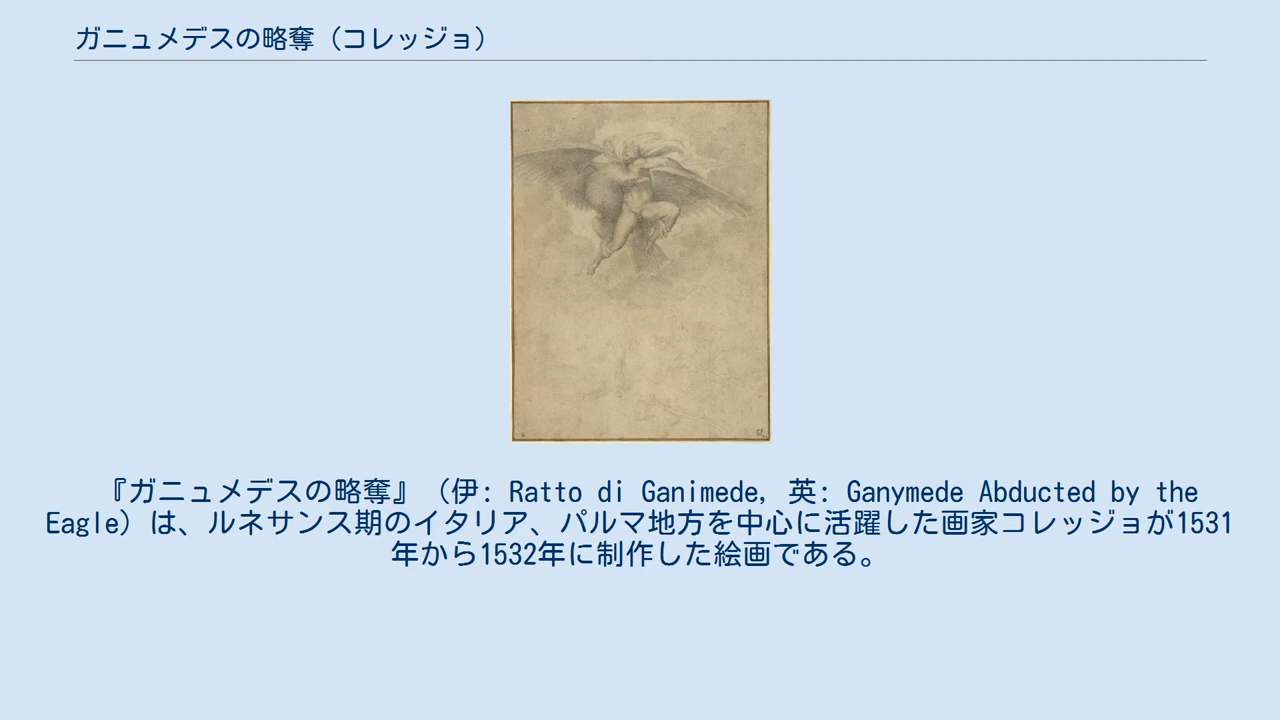 ガニュメデスの略奪（コレッジョ）
『ガニュメデスの略奪』（伊: Ratto di Ganimede, 英: Ganymede Abducted by the
Eagle）は、ルネサンス期のイタリア、パルマ地方を中心に活躍した画家コレッジョが1531
年から1532年に制作した絵画である。